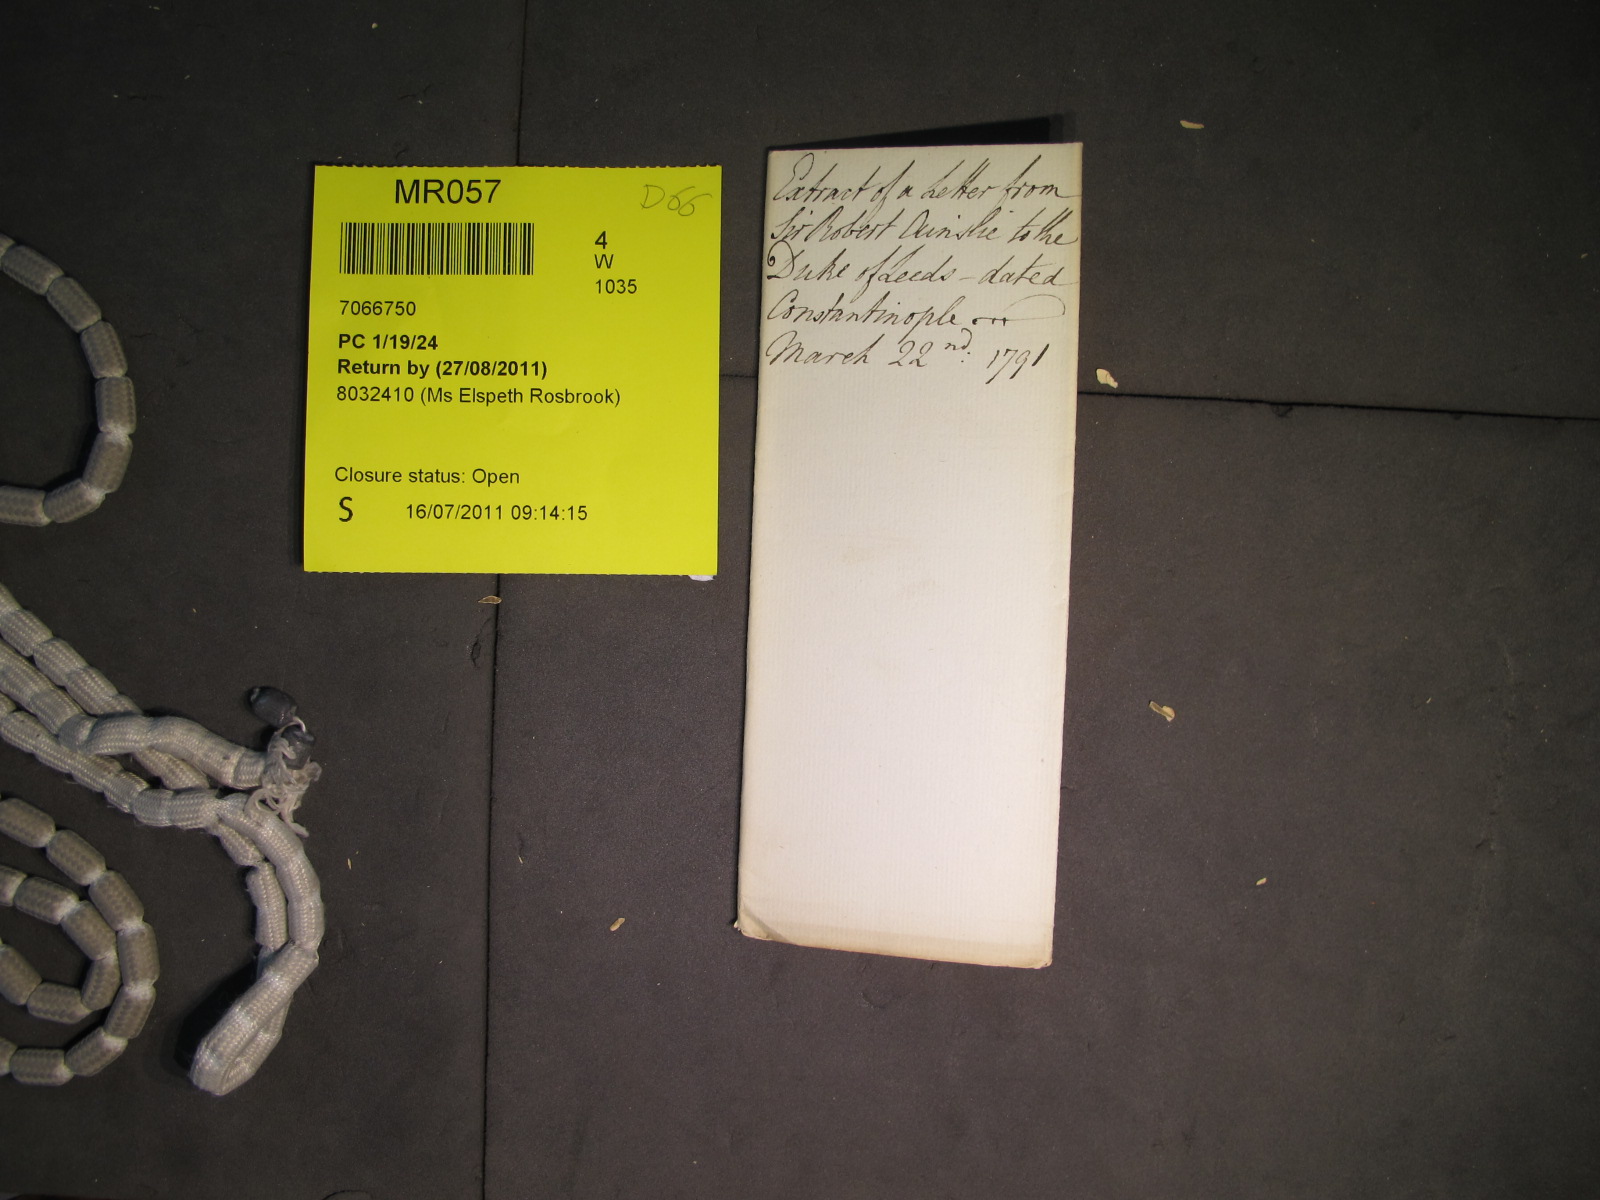 MR057
D66
4
W
1035
7066750
PC 1/19/24
Return by (27/08/2011)
8032410 (Ms Elspeth Rosbrook)
Closure status: Open
S 16/07/2011 09:14:15
Extract of a Letter from
Sir Robert Ainslie to the
Duke of Leeds - dated
Constantinople
March 22nd. 1791